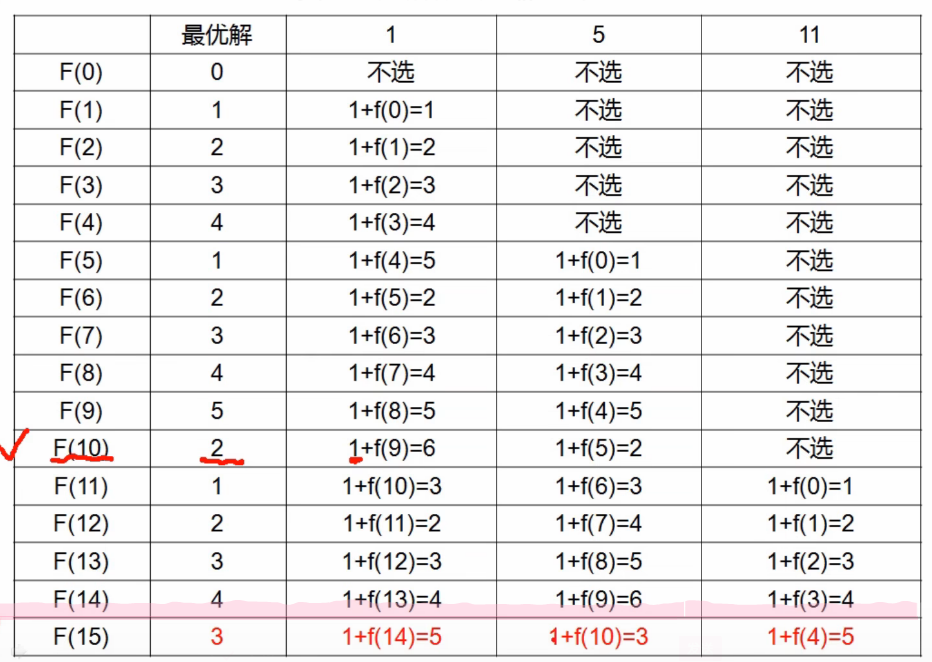 最优解 1 5 11
F(0) 0 不选 不选 不选
F(1) 1 1+f(0)=1 不选 不选
F(2) 2 1+f(1)=2 不选 不选
F(3) 3 1+f(2)=3 不选 不选
F(4) 4 1+f(3)=4 不选 不选
F(5) 1 1+f(4)=5 1+f(0)=1 不选
F(6) 2 1+f(5)=2 1+f(1)=2 不选
F(7) 3 1+f(6)=3 1+f(2)=3 不选
F(8) 4 1+f(7)=4 1+f(3)=4 不选
F(9) 5 1+f(8)=5 1+f(4)=5 不选
F(10) 2 1+f(9)=6 1+f(5)=2 不选
F(11) 1 1+f(10)=3 1+f(6)=3 1+f(0)=1
F(12) 2 1+f(11)=2 1+f(7)=4 1+f(1)=2
F(13) 3 1+f(12)=3 1+f(8)=5 1+f(2)=3
F(14) 4 1+f(13)=4 1+f(9)=6 1+f(3)=4
F(15) 3 1+f(14)=5 1+f(10)=3 1+f(4)=5